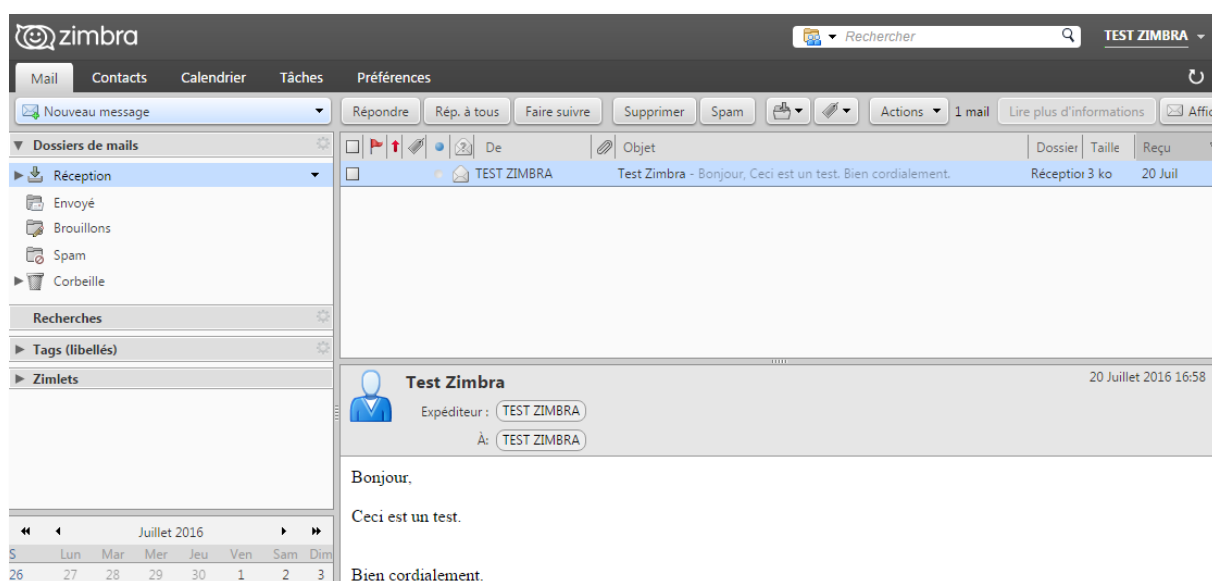 zimbra Rechercher TEST ZIMBRA
Mail Contacts Calendrier Tâches Préférences
Nouveau message Répondre Rép. à tous Faire suivre Supprimer Spam Actions 1 mail Lire plus d'informations Affic
Dossiers de mails De Objet Dossier Taille Reçu
Réception TEST ZIMBRA Test Zimbra - Bonjour, Ceci est un test. Bien cordialement. Réception 3 ko 20 Juil
Envoyé
Brouillons
Spam
Corbeille
Recherches
Tags (libellés)
Zimlets
Test Zimbra 20 Juillet 2016 16:58
Expéditeur : TEST ZIMBRA
À: TEST ZIMBRA
Bonjour,
Ceci est un test.
Bien cordialement.
Juillet 2016
S Lun Mar Mer Jeu Ven Sam Dim
26 27 28 29 30 1 2 3